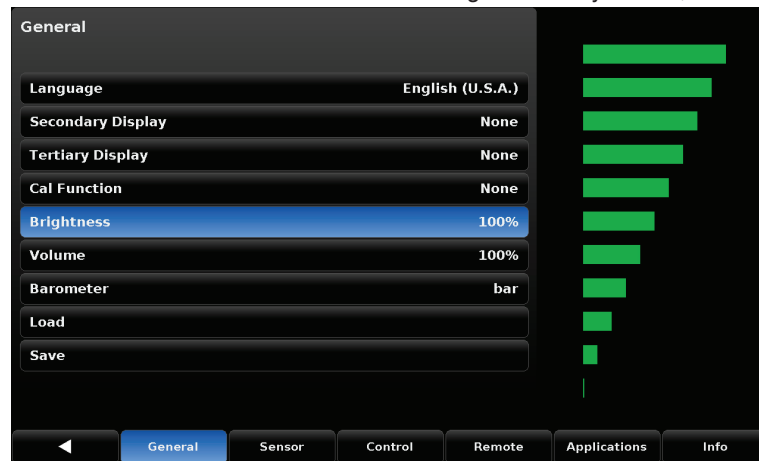 General
Language English (U.S.A.)
Secondary Display None
Tertiary Display None
Cal Function None
Brightness 100%
Volume 100%
Barometer bar
Load
Save
General Sensor Control Remote Applications Info